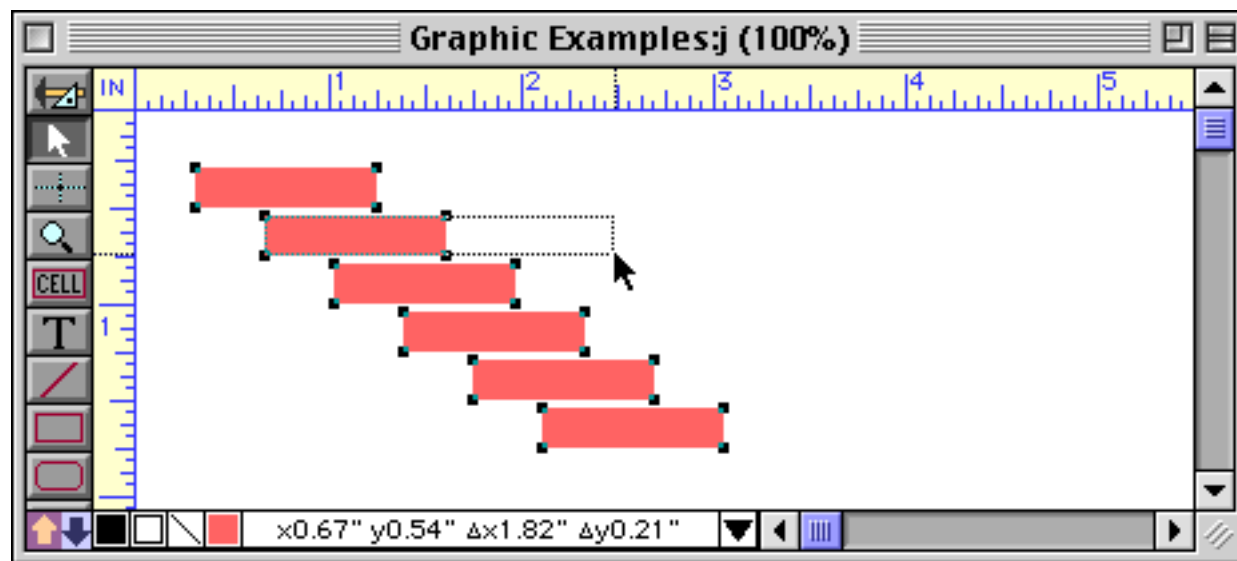 Graphic Examples:j (100%)
IN 1 2 3 4 5
CELL
T
1
x0.67" y0.54" Δx1.82" Δy0.21"